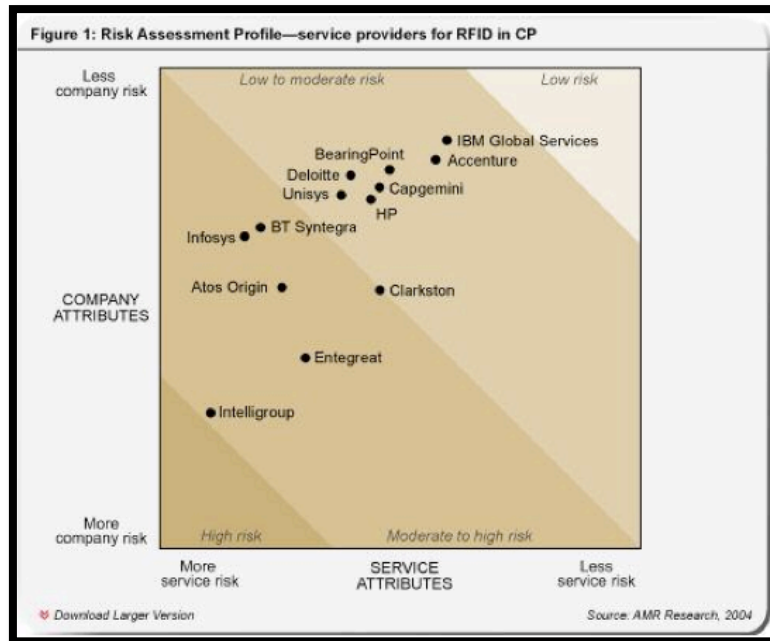 Figure 1: Risk Assessment Profile—service providers for RFID in CP
Less
company risk
Low to moderate risk
Low risk
IBM Global Services
BearingPoint
Accenture
Deloitte
Capgemini
Unisys
HP
BT Syntegra
Infosys
Atos Origin
Clarkston
COMPANY
ATTRIBUTES
Entegreat
Intelligroup
More
company risk
High risk
Moderate to high risk
More
service risk
SERVICE
ATTRIBUTES
Less
service risk
Download Larger Version
Source: AMR Research, 2004